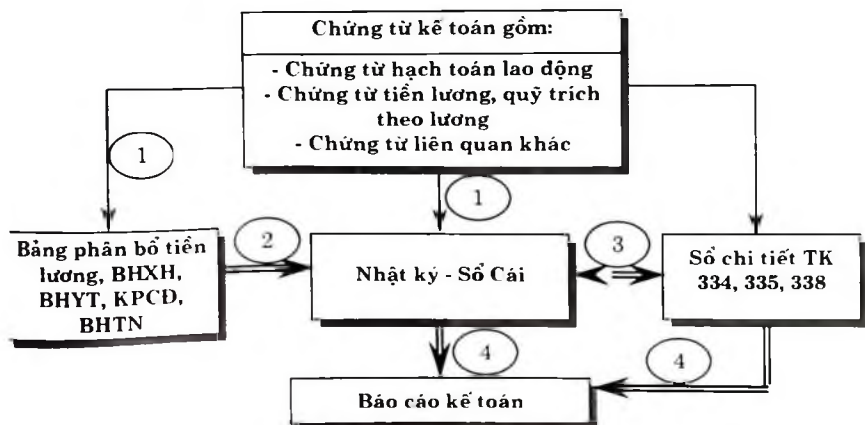 Chứng từ kế toán gồm:
- Chứng từ hạch toán lao động
- Chứng từ tiền lương, quỹ trích
theo lương
- Chứng từ liên quan khác
1
1
Bảng phân bổ tiền
lương, BHXH,
BHYT, KPCĐ,
BHTN
2
Nhật ký - Sổ Cái
3
Sổ chi tiết TK
334, 335, 338
4
4
Báo cáo kế toán